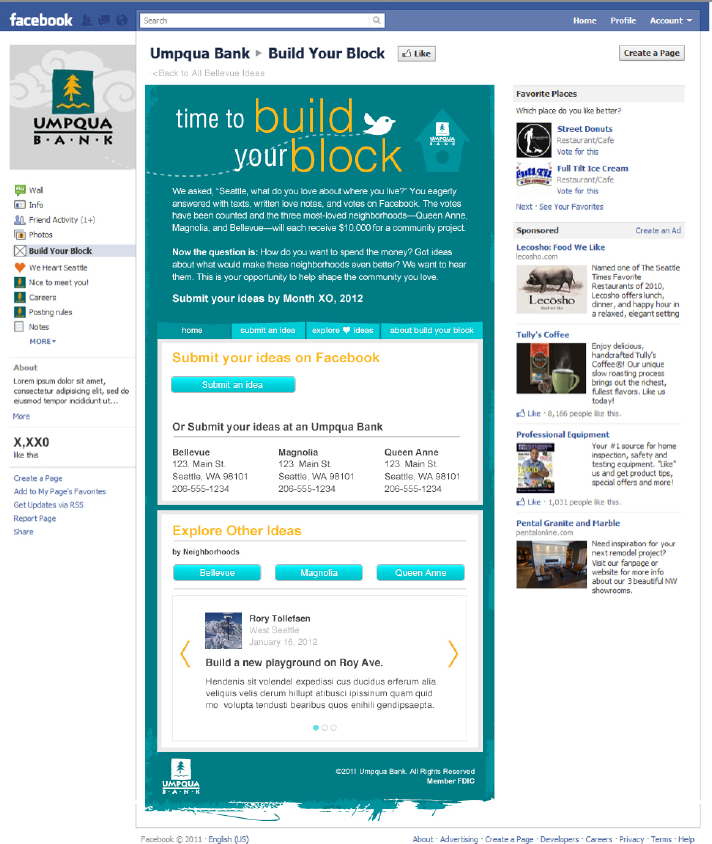 facebook
Search
Home Profile Account
Umpqua Bank ▸ Build Your Block
Like
Create a Page
<Back to All Bellevue Ideas
UMPQUA
B·A·N·K
Wall
Info
Friend Activity (1+)
Photos
Build Your Block
We Heart Seattle
Nice to meet you!
Careers
Posting rules
Notes
MORE
About
Lorem ipsum dolor sit amet,
consectetur adipisicing elit, sed do
eiusmod tempor incididunt ut...
More
X,XX0
like this
Create a Page
Add to My Page's Favorites
Get Updates via RSS
Report Page
Share
time to build
your block
UMPQUA
B·A·N·K
We asked, "Seattle, what do you love about where you live?" You eagerly
answered with texts, written love notes, and votes on Facebook. The votes
have been counted and the three most-loved neighborhoods—Queen Anne,
Magnolia, and Bellevue—will each receive $10,000 for a community project.
Now the question is: How do you want to spend the money? Got ideas
about what would make these neighborhoods even better? We want to hear
them. This is your opportunity to help shape the community you love.
Submit your ideas by Month XO, 2012
home
submit an idea
explore ♥ ideas
about build your block
Submit your ideas on Facebook
Submit an idea
Or Submit your ideas at an Umpqua Bank
Bellevue Magnolia Queen Anne
123. Main St. 123. Main St. 123. Main St.
Seattle, WA 98101 Seattle, WA 98101 Seattle, WA 98101
206-555-1234 206-555-1234 206-555-1234
Explore Other Ideas
by Neighborhoods
Bellevue Magnolia Queen Anne
Rory Tollefsen
West Seattle
January 16, 2012
Build a new playground on Roy Ave.
Hendenis sit volendel expedissi cus ducidus erferum alia
veliquis velis derum hillupt atibusci ipissinum quam quid
mo volupta tendusti bearibus quos enihili gendipsaepta.
UMPQUA
B·A·N·K
©2011 Umpqua Bank. All Rights Reserved
Member FDIC
Favorite Places
Which place do you like better?
Street Donuts
Restaurant/Cafe
Vote for this
Full Tilt
Full Tilt Ice Cream
Restaurant/Cafe
Vote for this
Next · See Your Favorites
Sponsored
Create an Ad
Lecosho: Food We Like
lecosho.com
LECOSHO
Named one of The Seattle
Times Favorite
Restaurants of 2010,
Lecosho offers lunch,
dinner, and happy hour in
a relaxed, elegant setting
Tully's Coffee
Enjoy delicious,
handcrafted Tully's
Coffee®! Our unique
slow roasting process
brings out the richest,
fullest flavors. Like us
today!
Like · 8,166 people like this.
Professional Equipment
Your #1 source for home
inspection, safety and
testing equipment. "Like"
us and get product tips,
special offers and more!
Like · 1,031 people like this.
Pental Granite and Marble
pentalonline.com
Need inspiration for your
next remodel project?
Visit our fanpage or
website for more info
about our 3 beautiful NW
showrooms.
Facebook © 2011 · English (US)
About · Advertising · Create a Page · Developers · Careers · Privacy · Terms · Help